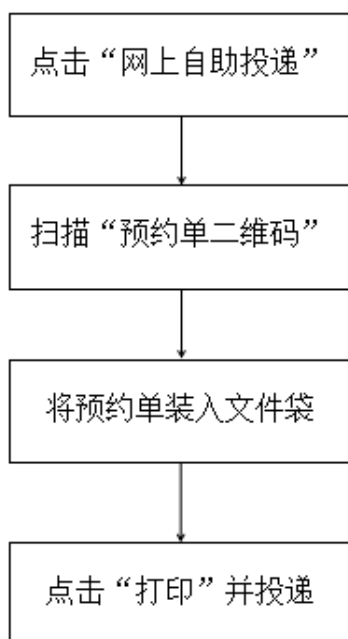 点击“网上自助投递”
扫描“预约单二维码”
将预约单装入文件袋
点击“打印”并投递